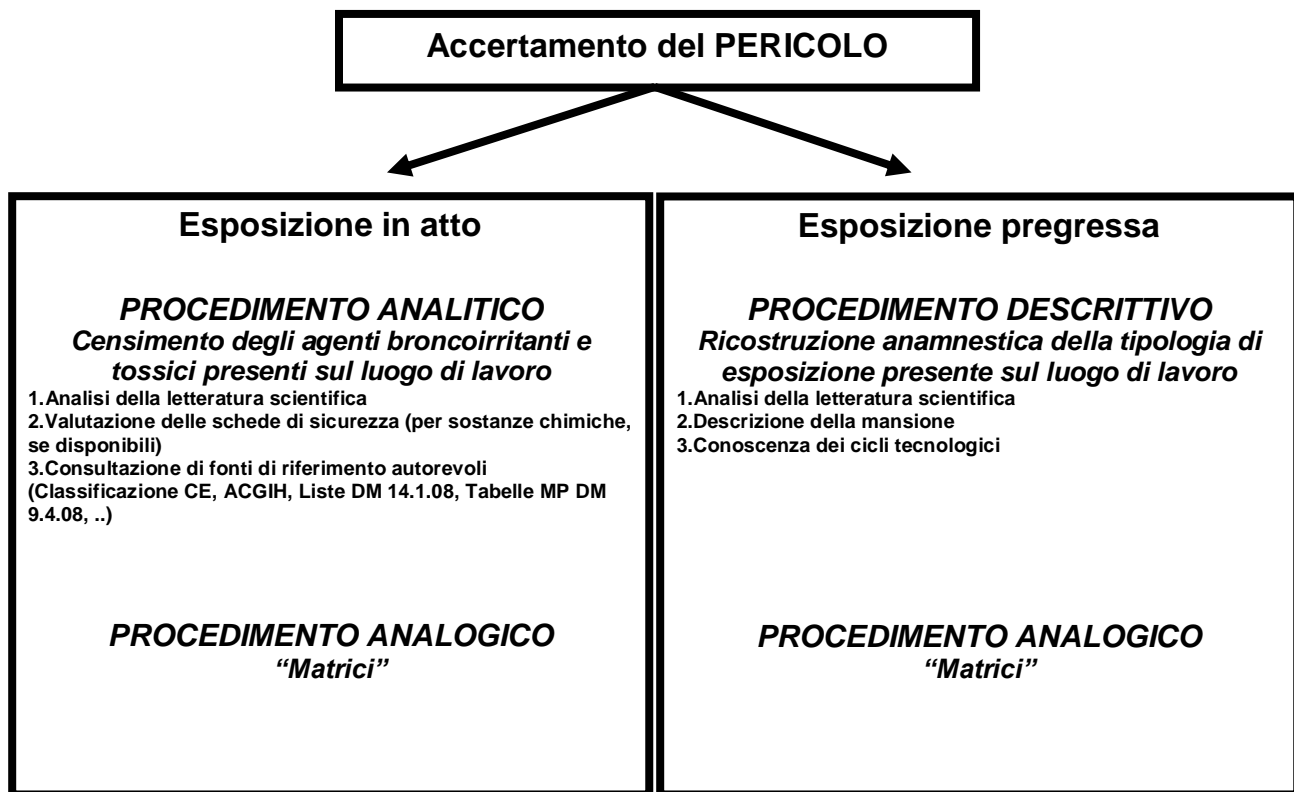 Accertamento del PERICOLO
Esposizione in atto
PROCEDIMENTO ANALITICO
Censimento degli agenti broncoirritanti e
tossici presenti sul luogo di lavoro
1.Analisi della letteratura scientifica
2.Valutazione delle schede di sicurezza (per sostanze chimiche,
se disponibili)
3.Consultazione di fonti di riferimento autorevoli
(Classificazione CE, ACGIH, Liste DM 14.1.08, Tabelle MP DM
9.4.08, ..)
PROCEDIMENTO ANALOGICO
“Matrici”
Esposizione pregressa
PROCEDIMENTO DESCRITTIVO
Ricostruzione anamnestica della tipologia di
esposizione presente sul luogo di lavoro
1.Analisi della letteratura scientifica
2.Descrizione della mansione
3.Conoscenza dei cicli tecnologici
PROCEDIMENTO ANALOGICO
“Matrici”